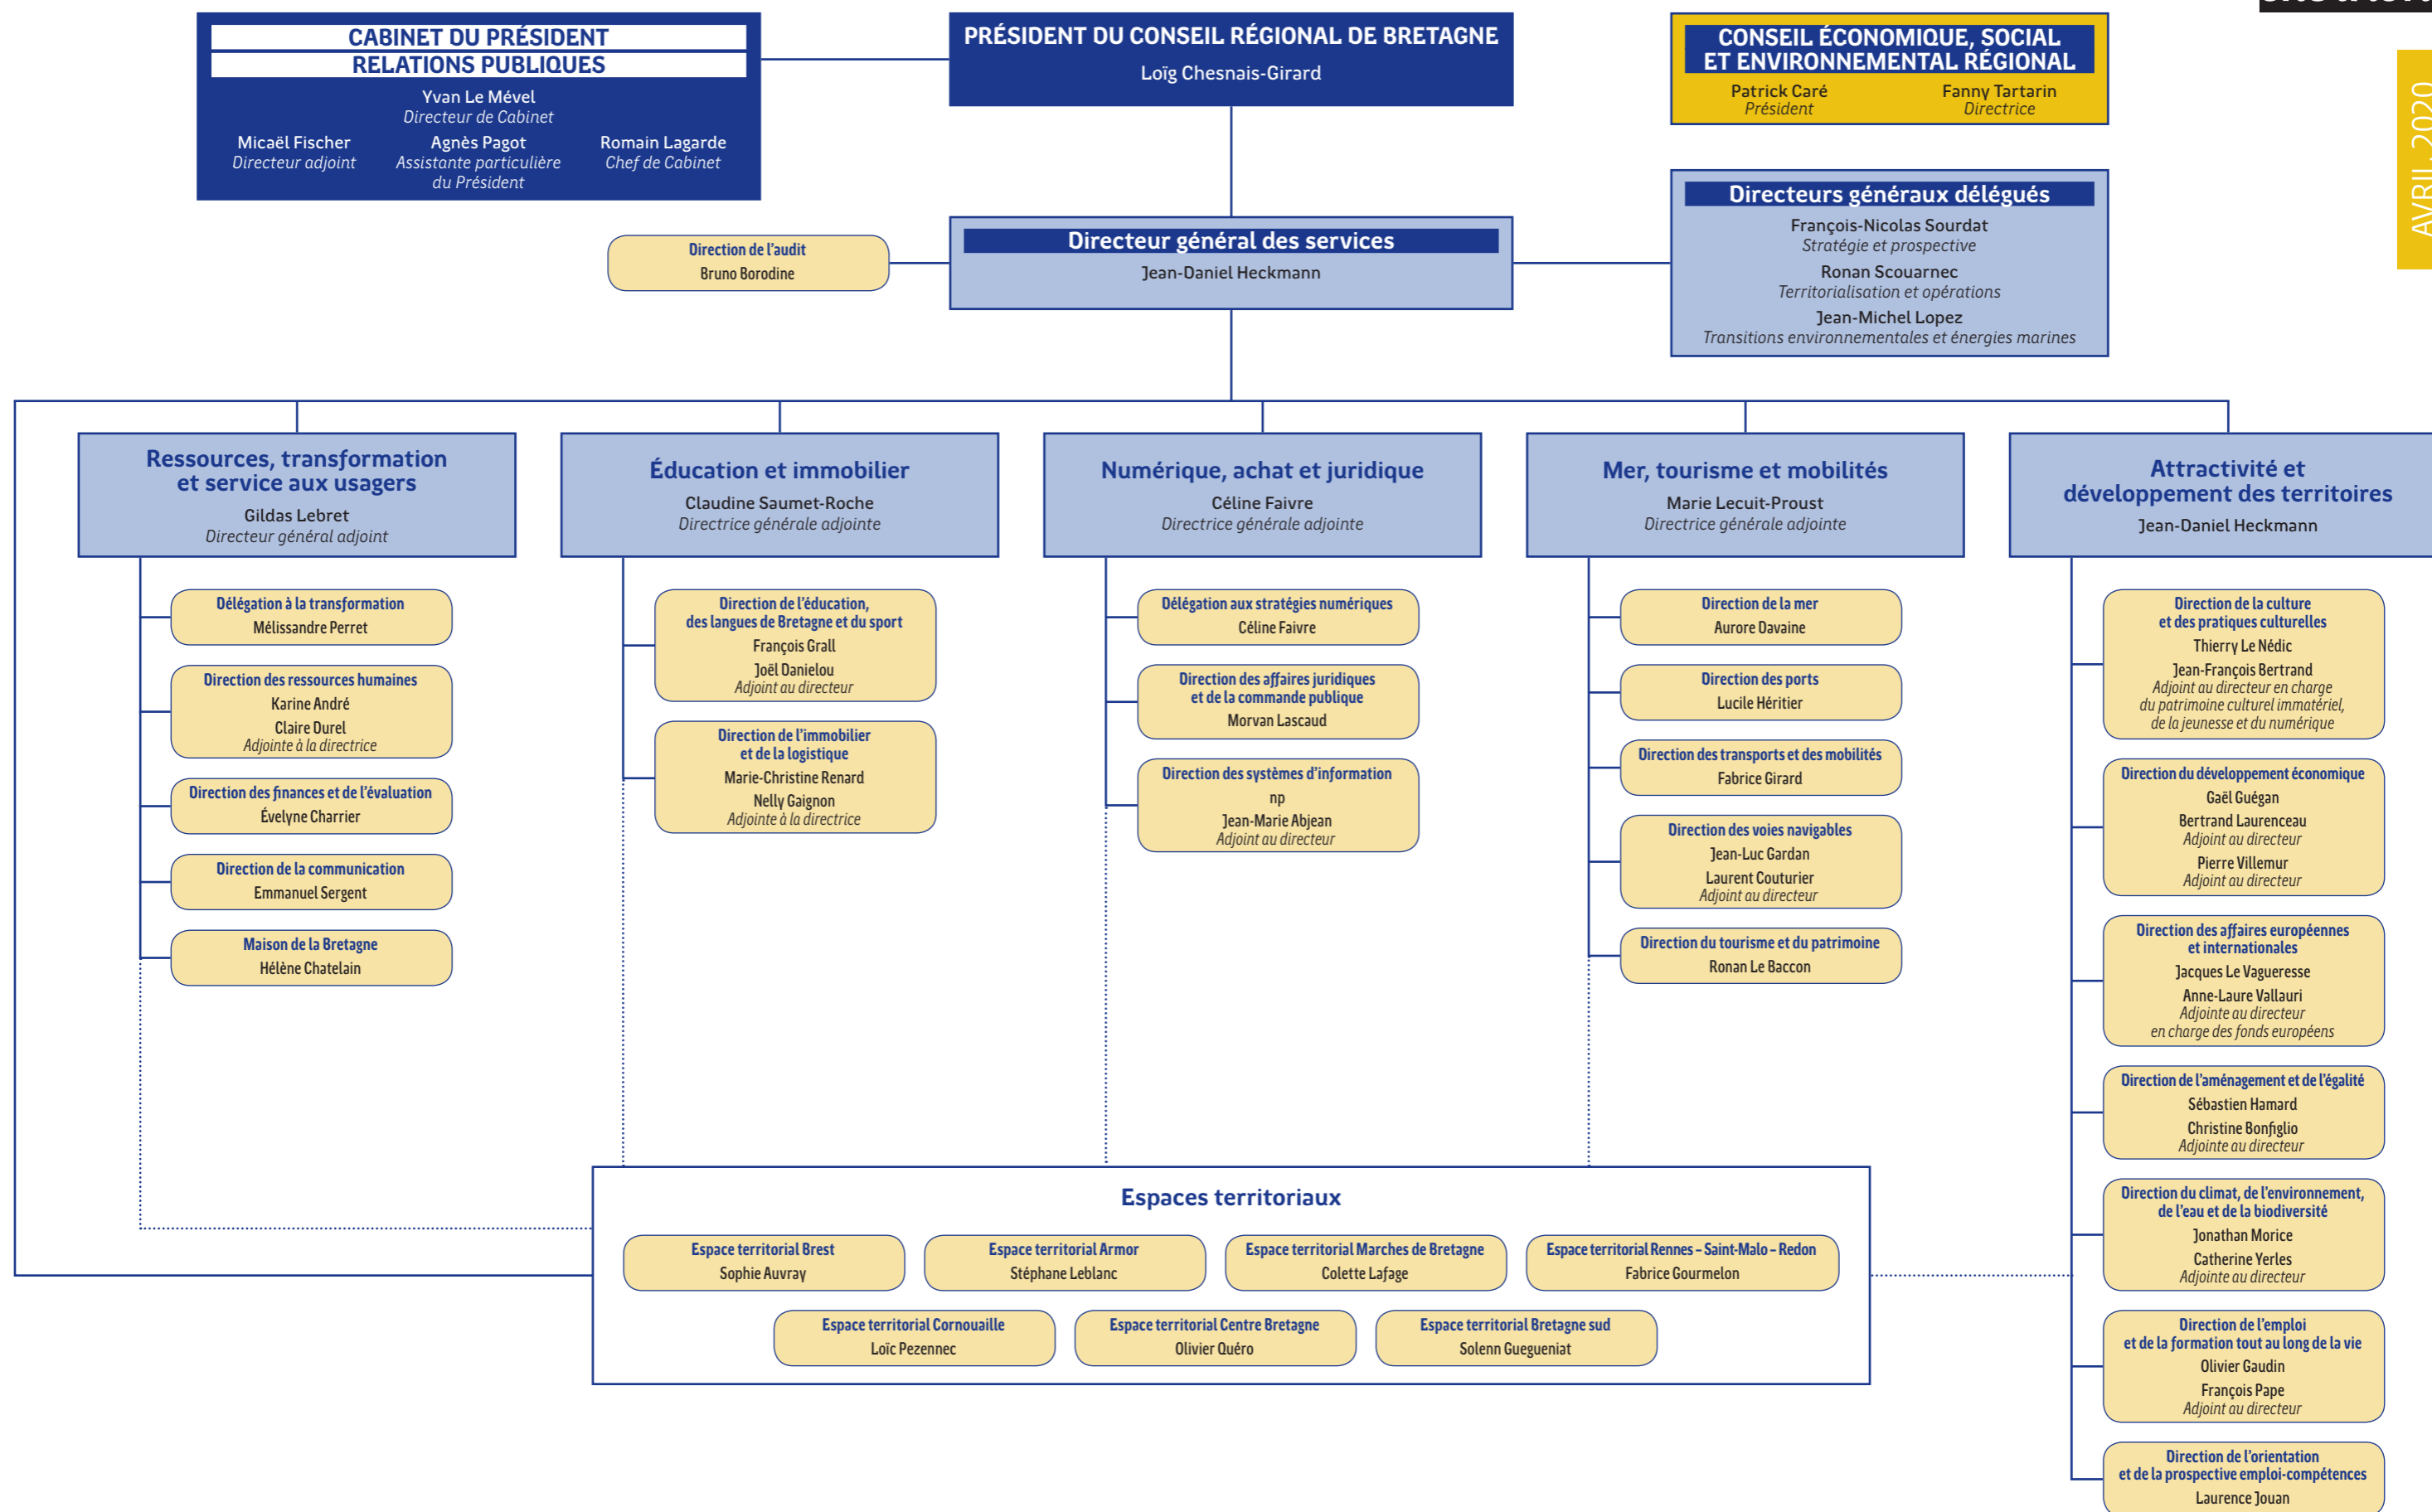 CABINET DU PRÉSIDENT
RELATIONS PUBLIQUES
Yvan Le Mével
Directeur de Cabinet
Micaël Fischer
Directeur adjoint
Agnès Pagot
Assistante particulière
du Président
Romain Lagarde
Chef de Cabinet
PRÉSIDENT DU CONSEIL RÉGIONAL DE BRETAGNE
Loïg Chesnais-Girard
CONSEIL ÉCONOMIQUE, SOCIAL
ET ENVIRONNEMENTAL RÉGIONAL
Patrick Caré
Président
Fanny Tartarin
Directrice
AVRIL 2020
Direction de l'audit
Bruno Borodine
Directeur général des services
Jean-Daniel Heckmann
Directeurs généraux délégués
François-Nicolas Sourdat
Stratégie et prospective
Ronan Scouarnec
Territorialisation et opérations
Jean-Michel Lopez
Transitions environnementales et énergies marines
Ressources, transformation
et service aux usagers
Gildas Lebret
Directeur général adjoint
Délégation à la transformation
Mélissandre Perret
Direction des ressources humaines
Karine André
Claire Durel
Adjointe à la directrice
Direction des finances et de l'évaluation
Évelyne Charrier
Direction de la communication
Emmanuel Sergent
Maison de la Bretagne
Hélène Chatelain
Éducation et immobilier
Claudine Saumet-Roche
Directrice générale adjointe
Direction de l'éducation,
des langues de Bretagne et du sport
François Grall
Joël Danielou
Adjoint au directeur
Direction de l'immobilier
et de la logistique
Marie-Christine Renard
Nelly Gaignon
Adjointe à la directrice
Numérique, achat et juridique
Céline Faivre
Directrice générale adjointe
Délégation aux stratégies numériques
Céline Faivre
Direction des affaires juridiques
et de la commande publique
Morvan Lascaud
Direction des systèmes d'information
np
Jean-Marie Abjean
Adjoint au directeur
Mer, tourisme et mobilités
Marie Lecuit-Proust
Directrice générale adjointe
Direction de la mer
Aurore Davaine
Direction des ports
Lucile Héritier
Direction des transports et des mobilités
Fabrice Girard
Direction des voies navigables
Jean-Luc Gardan
Laurent Couturier
Adjoint au directeur
Direction du tourisme et du patrimoine
Ronan Le Baccon
Attractivité et
développement des territoires
Jean-Daniel Heckmann
Direction de la culture
et des pratiques culturelles
Thierry Le Nédic
Jean-François Bertrand
Adjoint au directeur en charge
du patrimoine culturel immatériel,
de la jeunesse et du numérique
Direction du développement économique
Gaël Guégan
Bertrand Laurenceau
Adjoint au directeur
Pierre Villemur
Adjoint au directeur
Direction des affaires européennes
et internationales
Jacques Le Vagueresse
Anne-Laure Vallauri
Adjointe au directeur
en charge des fonds européens
Direction de l'aménagement et de l'égalité
Sébastien Hamard
Christine Bonfiglio
Adjointe au directeur
Direction du climat, de l'environnement,
de l'eau et de la biodiversité
Jonathan Morice
Catherine Yerles
Adjointe au directeur
Direction de l'emploi
et de la formation tout au long de la vie
Olivier Gaudin
François Pape
Adjoint au directeur
Direction de l'orientation
et de la prospective emploi-compétences
Laurence Jouan
Espaces territoriaux
Espace territorial Brest
Sophie Auvray
Espace territorial Armor
Stéphane Leblanc
Espace territorial Marches de Bretagne
Colette Lafage
Espace territorial Rennes – Saint-Malo – Redon
Fabrice Gourmelon
Espace territorial Cornouaille
Loïc Pezennec
Espace territorial Centre Bretagne
Olivier Quéro
Espace territorial Bretagne sud
Solenn Guegueniat